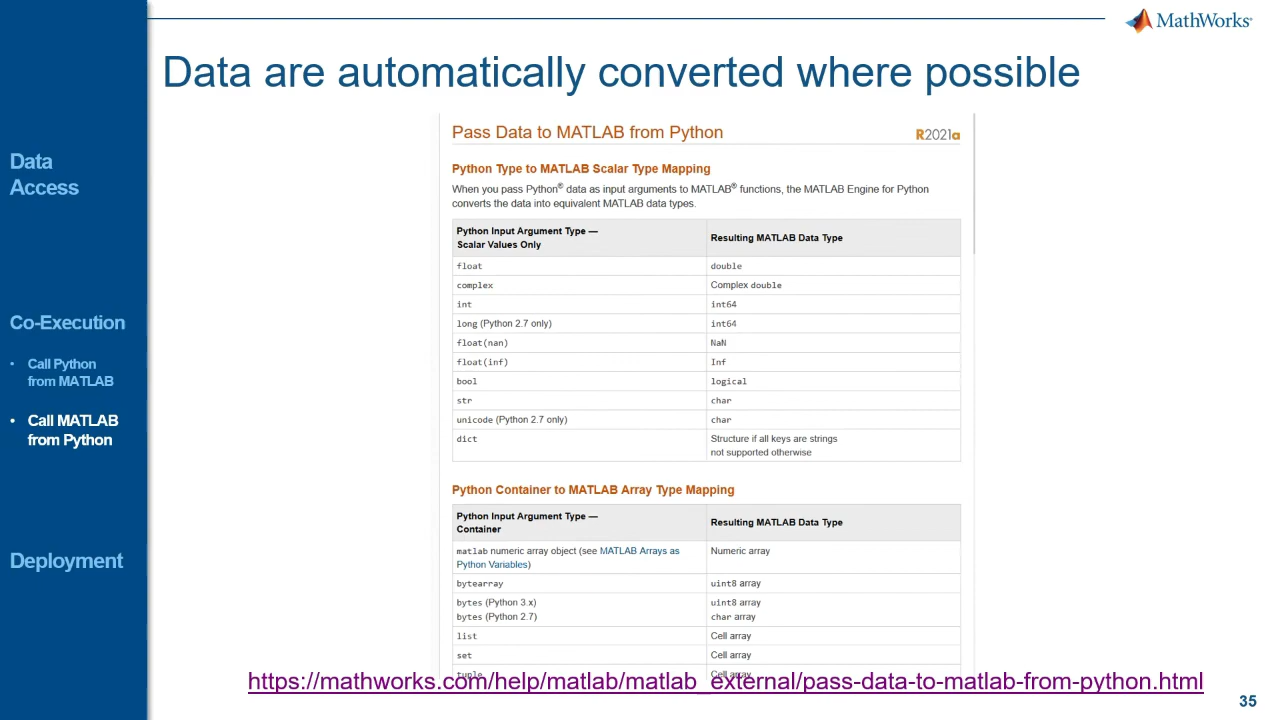 MathWorks®
Data are automatically converted where possible
Data
Access
Co-Execution
• Call Python
from MATLAB
• Call MATLAB
from Python
Deployment
Pass Data to MATLAB from Python
R2021a
Python Type to MATLAB Scalar Type Mapping
When you pass Python® data as input arguments to MATLAB® functions, the MATLAB Engine for Python
converts the data into equivalent MATLAB data types.
Python Input Argument Type —
Scalar Values Only
Resulting MATLAB Data Type
float double
complex Complex double
int int64
long (Python 2.7 only) int64
float(nan) NaN
float(inf) Inf
bool logical
str char
unicode (Python 2.7 only) char
dict Structure if all keys are strings
not supported otherwise
Python Container to MATLAB Array Type Mapping
Python Input Argument Type —
Container
Resulting MATLAB Data Type
matlab numeric array object (see MATLAB Arrays as Numeric array
Python Variables)
bytearray uint8 array
bytes (Python 3.x) uint8 array
bytes (Python 2.7) char array
list Cell array
set Cell array
tuple Cell array
https://mathworks.com/help/matlab/matlab_external/pass-data-to-matlab-from-python.html
35